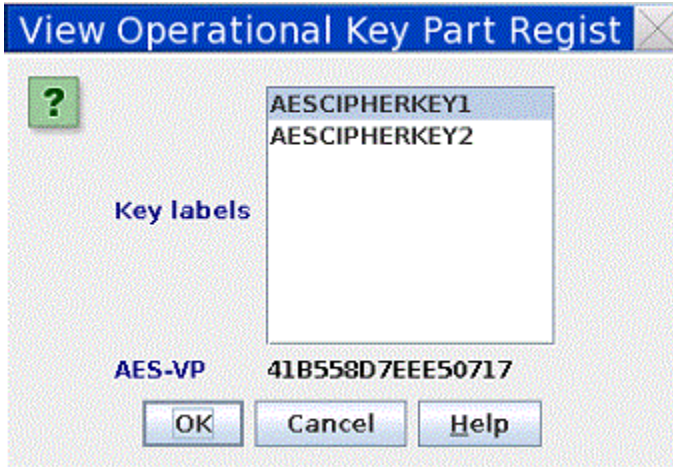 View Operational Key Part Regist
?
AESCIPHERKEY1
AESCIPHERKEY2
Key labels
AES-VP 41B558D7EEE50717
OK Cancel Help